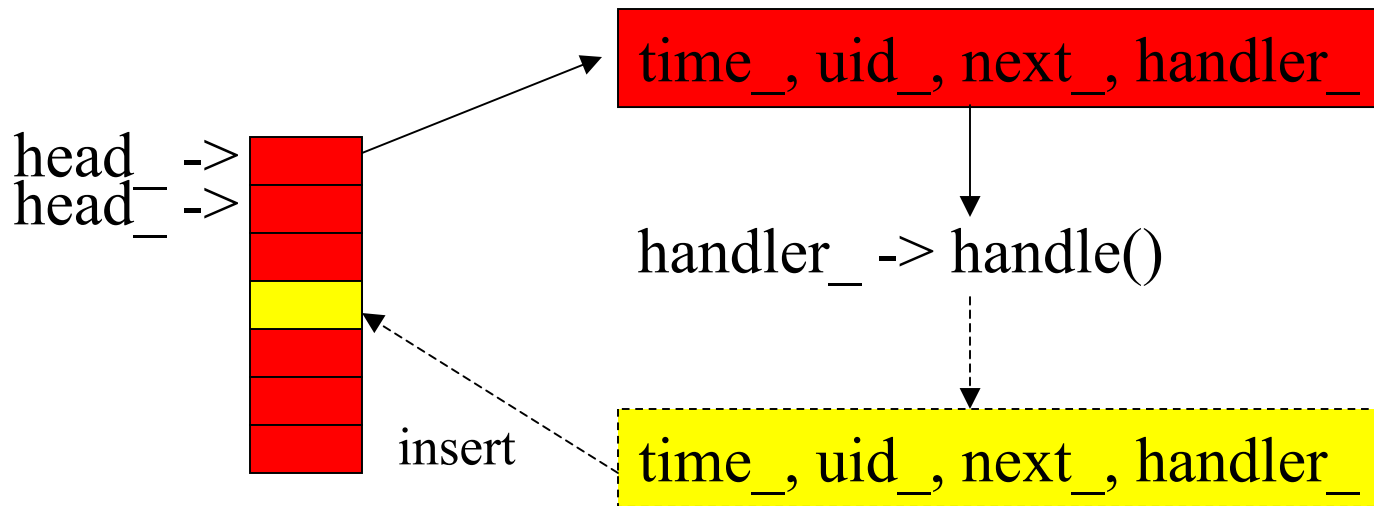 time_, uid_, next_, handler_
head_ ->
head_ ->
handler_ -> handle()
insert
time_, uid_, next_, handler_